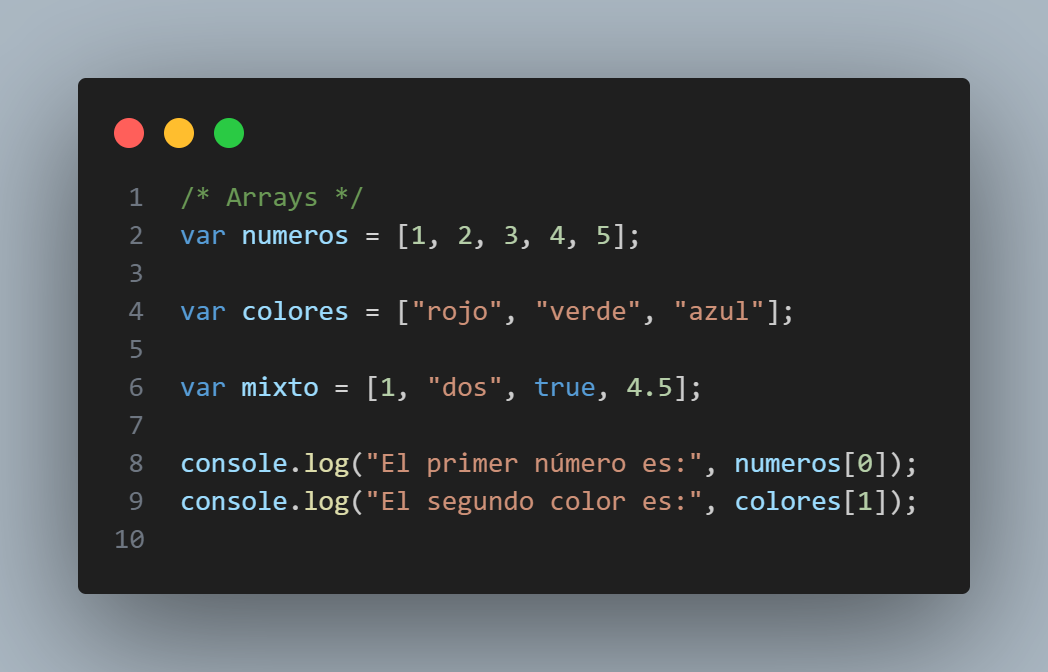 1 /* Arrays */
2 var numeros = [1, 2, 3, 4, 5];
3
4 var colores = ["rojo", "verde", "azul"];
5
6 var mixto = [1, "dos", true, 4.5];
7
8 console.log("El primer número es:", numeros[0]);
9 console.log("El segundo color es:", colores[1]);
10